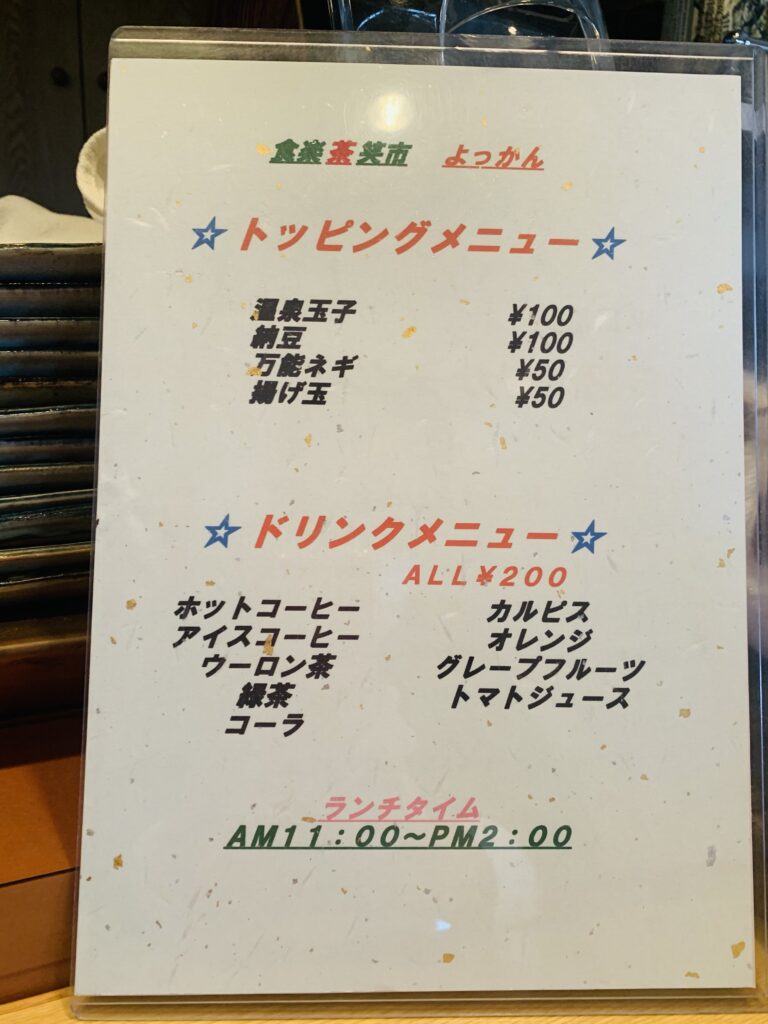 食楽茶笑市 よっかん
☆トッピングメニュー☆
温泉玉子 ¥100
納豆 ¥100
万能ネギ ¥50
揚げ玉 ¥50
☆ドリンクメニュー☆
ALL¥200
ホットコーヒー カルピス
アイスコーヒー オレンジ
ウーロン茶 グレープフルーツ
緑茶 トマトジュース
コーラ
ランチタイム
AM11:00～PM2:00